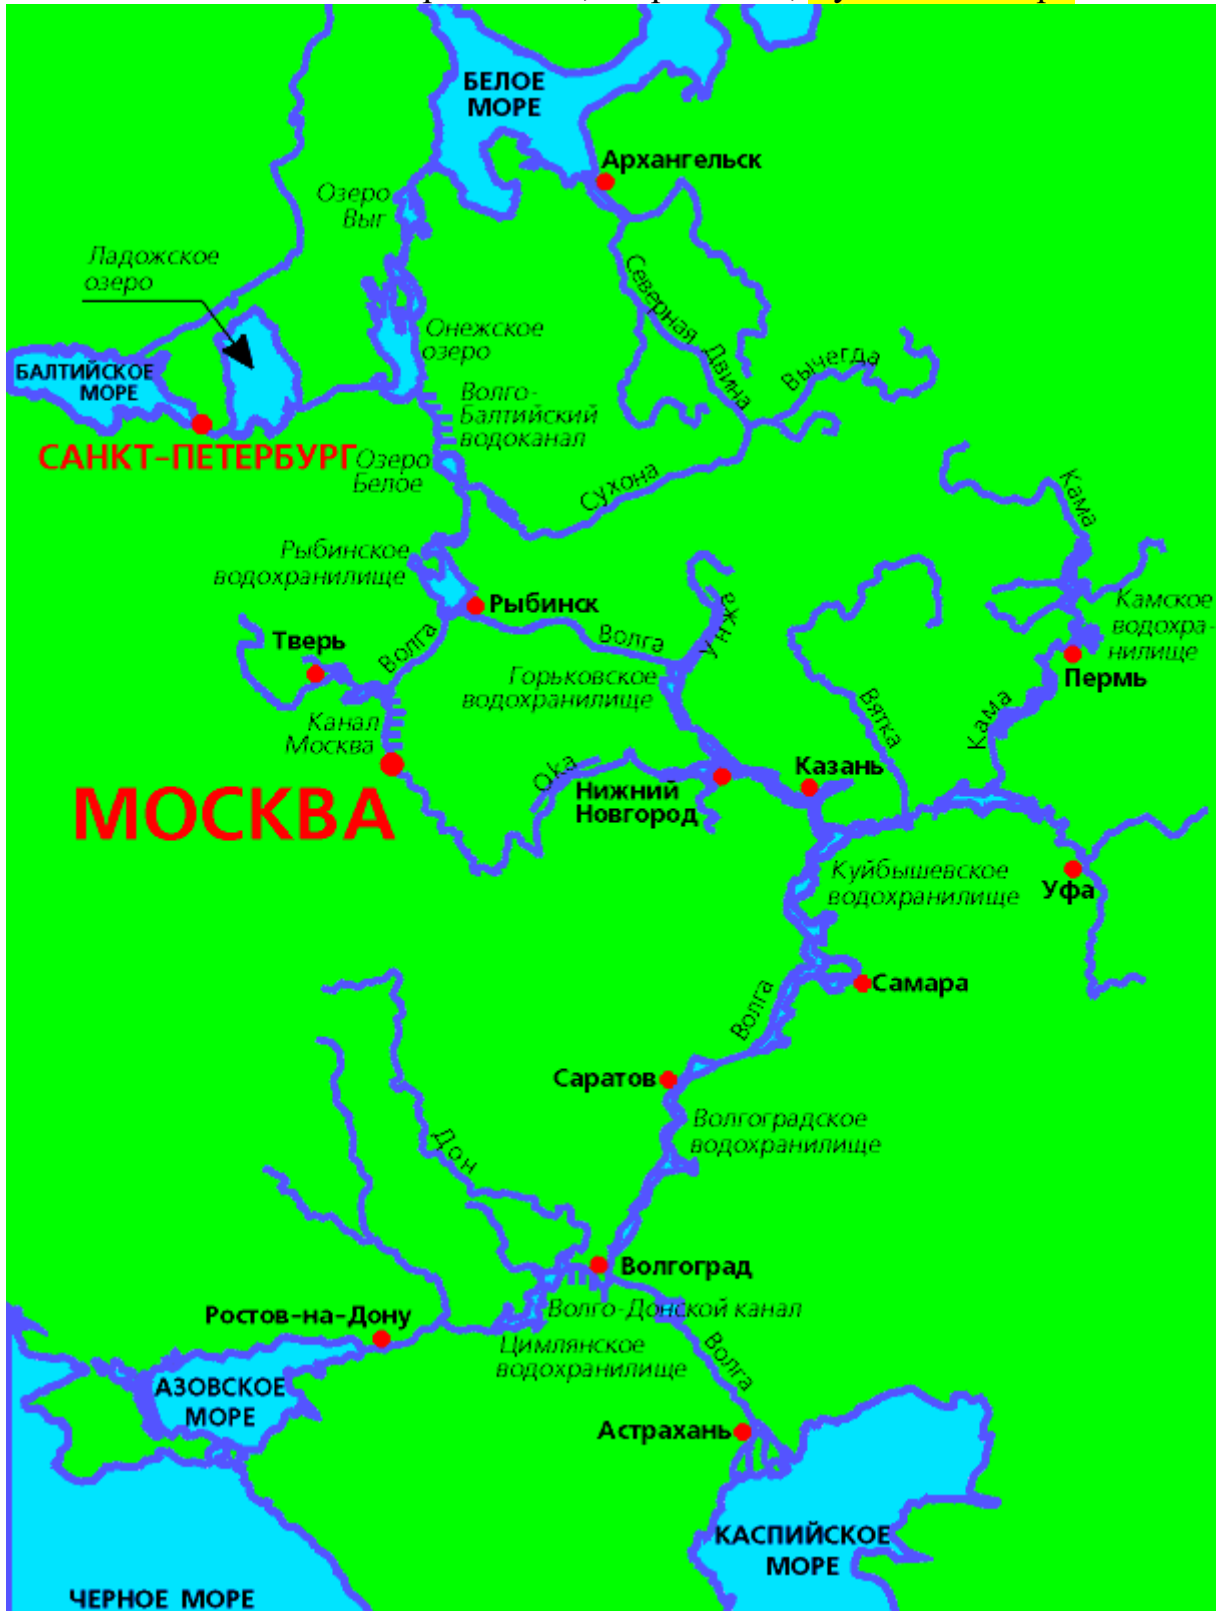 БЕЛОЕ
МОРЕ
Архангельск
Озеро
Выг
Ладожское
озеро
Северная Двина
Онежское
озеро
БАЛТИЙСКОЕ
МОРЕ
Вычегда
Волго-
Балтийский
водоканал
САНКТ-ПЕТЕРБУРГ
Озеро
Белое
Сухона
Кама
Рыбинское
водохранилище
Рыбинск
Камское
водохра-
нилище
Тверь
Волга
Волга
Унжа
Пермь
Горьковское
водохранилище
Вятка
Кама
Канал
Москва
Ока
Казань
МОСКВА
Нижний
Новгород
Куйбышевское
водохранилище
Уфа
Самара
Волга
Саратов
Волгоградское
водохранилище
Дон
Волгоград
Волго-Донской канал
Ростов-на-Дону
Цимлянское
водохранилище
Волга
АЗОВСКОЕ
МОРЕ
Астрахань
КАСПИЙСКОЕ
МОРЕ
ЧЕРНОЕ МОРЕ